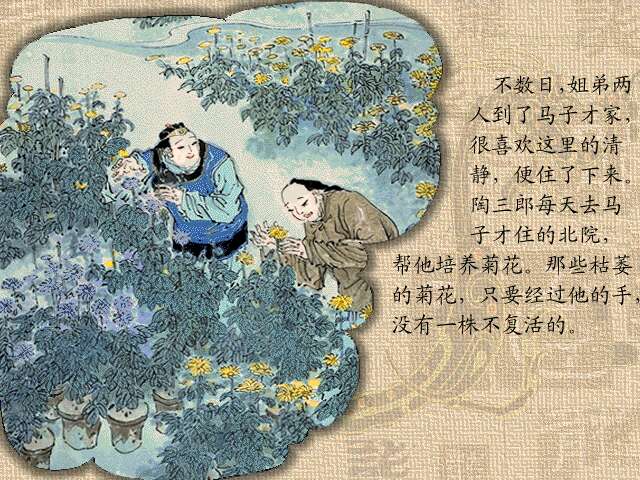 不数日,姐弟两
人到了马子才家,
很喜欢这里的清
静，便住了下来。
陶三郎每天去马
子才住的北院，
帮他培养菊花。那些枯萎
的菊花，只要经过他的手,
没有一株不复活的。